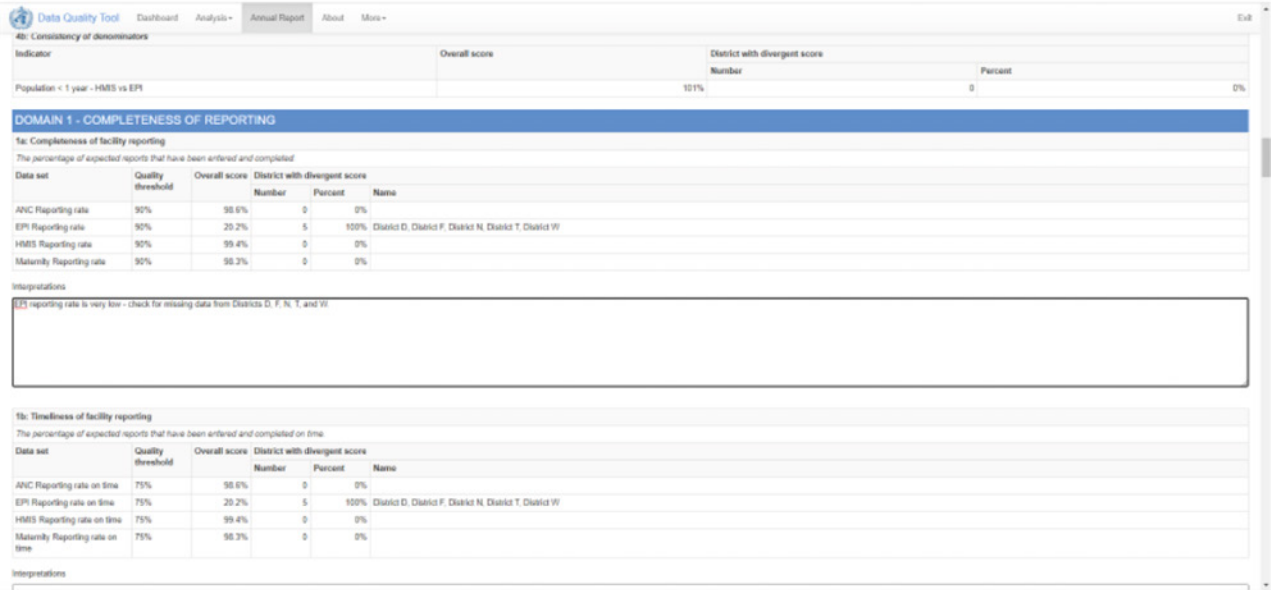 Data Quality Tool Dashboard Analysis Annual Report About More Exit
4b: Consistency of denominators
Indicator Overall score District with divergent score
Number Percent
Population < 1 year - HMIS vs EPI 101% 0 0%
DOMAIN 1 - COMPLETENESS OF REPORTING
1a: Completeness of facility reporting
The percentage of expected reports that have been entered and completed
Data set Quality threshold Overall score District with divergent score
Number Percent Name
ANC Reporting rate 90% 98.6% 0 0%
EPI Reporting rate 90% 20.2% 5 100% District D, District F, District N, District T, District W
HMIS Reporting rate 90% 99.4% 0 0%
Maternity Reporting rate 90% 98.3% 0 0%
Interpretations
EPI reporting rate is very low - check for missing data from Districts D, F, N, T, and W.
1b: Timeliness of facility reporting
The percentage of expected reports that have been entered and completed on time.
Data set Quality threshold Overall score District with divergent score
Number Percent Name
ANC Reporting rate on time 75% 98.6% 0 0%
EPI Reporting rate on time 75% 20.2% 5 100% District D, District F, District N, District T, District W
HMIS Reporting rate on time 75% 99.4% 0 0%
Maternity Reporting rate on time 75% 98.3% 0 0%
Interpretations